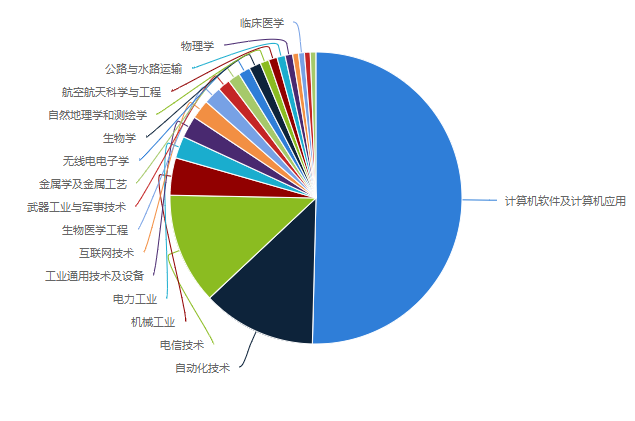 临床医学
物理学
公路与水路运输
航空航天科学与工程
自然地理学和测绘学
生物学
无线电电子学
金属学及金属工艺
武器工业与军事技术
生物医学工程
互联网技术
工业通用技术及设备
电力工业
机械工业
电信技术
自动化技术
计算机软件及计算机应用